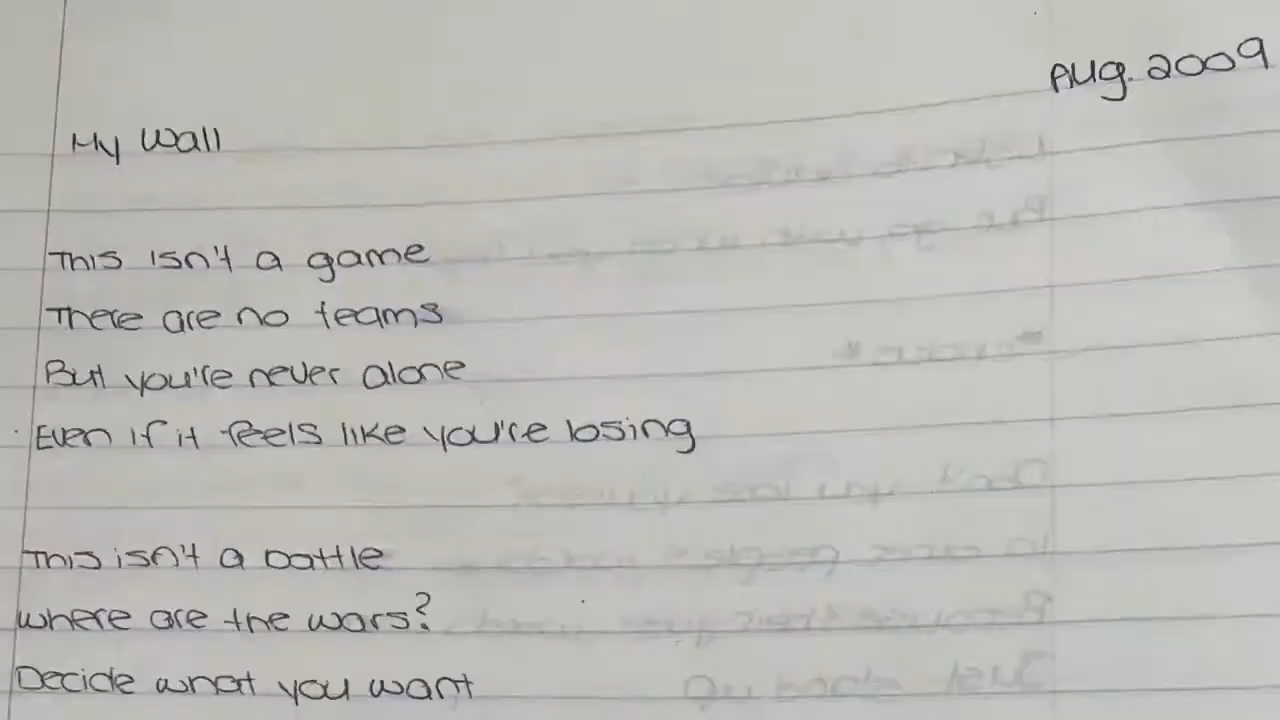 Aug. 2009
My Wall
This isn't a game
There are no teams
But you're never alone
Even if it feels like you're losing
This isn't a battle
Where are the wars?
Decide what you want